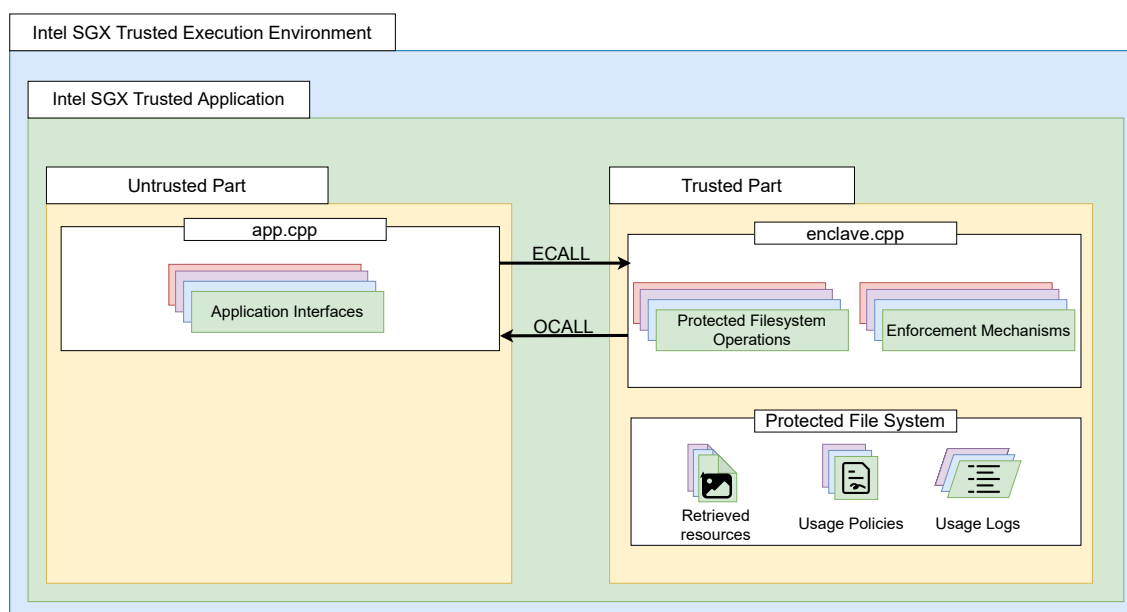 Intel SGX Trusted Execution Environment
Intel SGX Trusted Application
Untrusted Part
Trusted Part
app.cpp
enclave.cpp
ECALL
Application Interfaces
OCALL
Protected Filesystem
Operations
Enforcement Mechanisms
Protected File System
Retrieved
resources
Usage Policies
Usage Logs